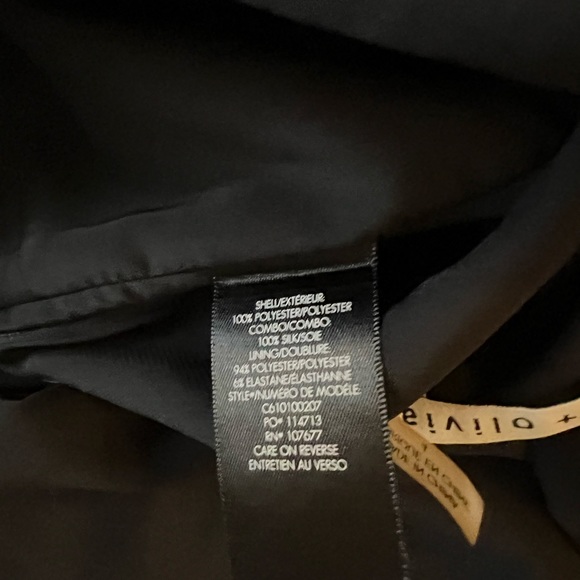 SHELL/EXTÉRIEUR:
100% POLYESTER/POLYESTER
COMBO/COMBO:
100% SILK/SOIE
LINING/DOUBLURE:
94% POLYESTER/POLYESTER
6% ELASTANE/ÉLASTHANNE
STYLE#/NUMÉRO DE MODÈLE:
C610100207
PO# 114713
RN# 107677
CARE ON REVERSE
ENTRETIEN AU VERSO
+ olivia